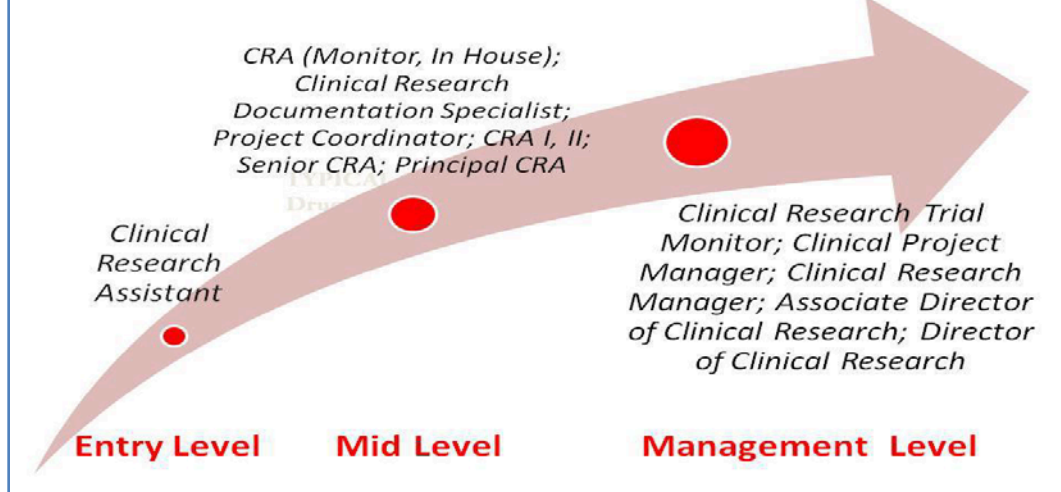 CRA (Monitor, In House);
Clinical Research
Documentation Specialist;
Project Coordinator; CRA I, II;
Senior CRA; Principal CRA
TYPICAL
Drug
Clinical
Research
Assistant
Clinical Research Trial
Monitor; Clinical Project
Manager; Clinical Research
Manager; Associate Director
of Clinical Research; Director
of Clinical Research
Entry Level
Mid Level
Management Level